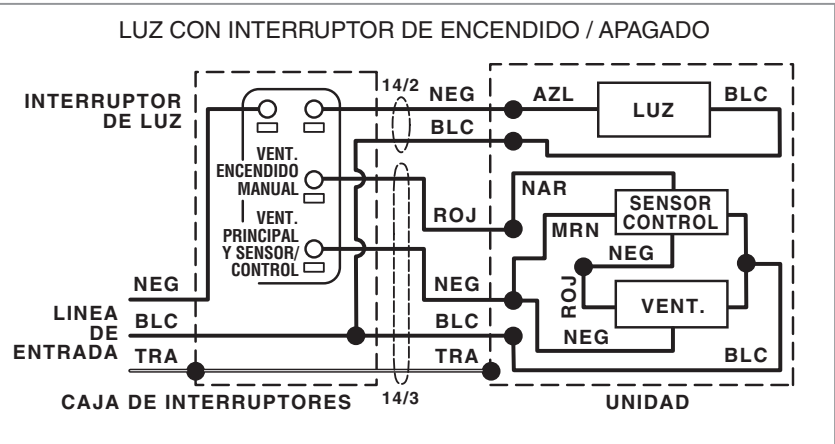 LUZ CON INTERRUPTOR DE ENCENDIDO / APAGADO
INTERRUPTOR
DE LUZ
14/2
NEG
AZL
LUZ
BLC
BLC
VENT.
ENCENDIDO
MANUAL
ROJ
NAR
SENSOR
CONTROL
MRN
NEG
VENT.
PRINCIPAL
Y SENSOR/
CONTROL
NEG
NEG
ROJ
VENT.
LINEA
DE
ENTRADA
BLC
BLC
NEG
BLC
TRA
TRA
CAJA DE INTERRUPTORES
14/3
UNIDAD